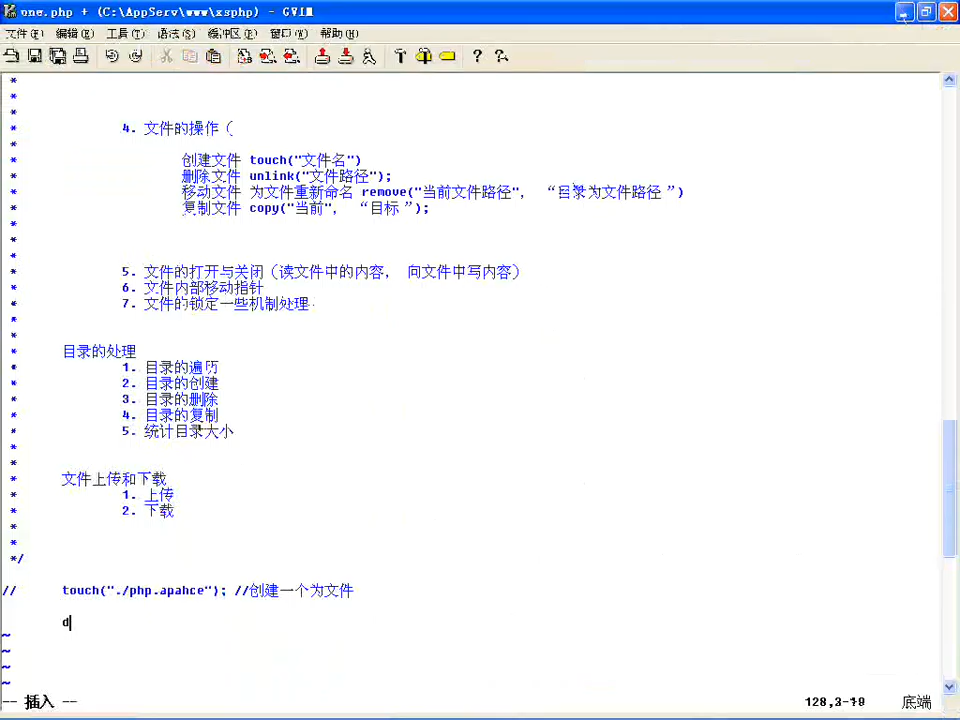 one.php + (C:\AppServ\www\xsphp) - GVIM
文件(F) 编辑(E) 工具(T) 语法(S) 缓冲区(B) 窗口(W) 帮助(H)
*
*
*
* 4. 文件的操作（
*
* 创建文件 touch("文件名")
* 删除文件 unlink("文件路径");
* 移动文件 为文件重新命名 remove("当前文件路径", “目录为文件路径 ”)
* 复制文件 copy("当前", “目标 ”);
*
*
*
* 5. 文件的打开与关闭（读文件中的内容， 向文件中写内容）
* 6. 文件内部移动指针
* 7. 文件的锁定一些机制处理
*
*
* 目录的处理
* 1. 目录的遍历
* 2. 目录的创建
* 3. 目录的删除
* 4. 目录的复制
* 5. 统计目录大小
*
*
* 文件上传和下载
* 1. 上传
* 2. 下载
*
*
*/
// touch("./php.apahce"); //创建一个为文件
d
~
~
~
~
-- 插入 -- 128,3-10 底端